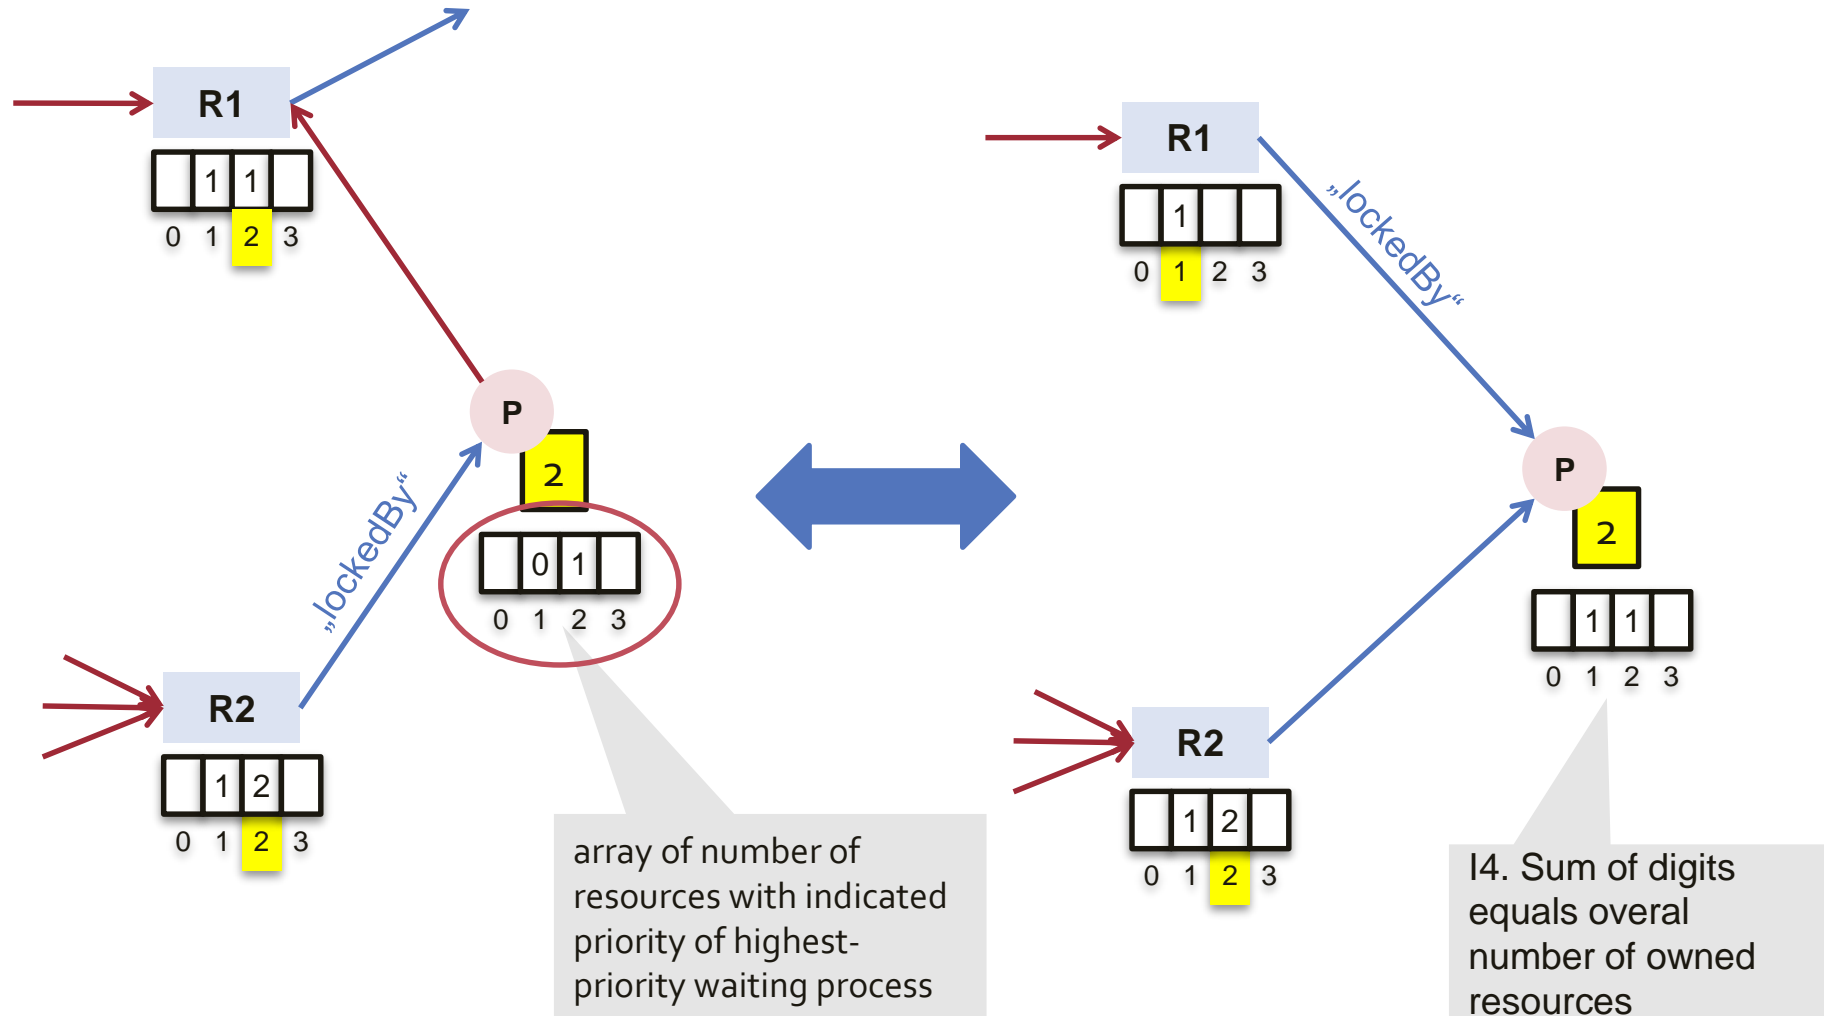 R1
1 1
0 1 2 3
P
2
0 1
0 1 2 3
„lockedBy“
R2
1 2
0 1 2 3
array of number of
resources with indicated
priority of highest-
priority waiting process
R1
1
0 1 2 3
„lockedBy“
P
2
1 1
0 1 2 3
R2
1 2
0 1 2 3
I4. Sum of digits
equals overal
number of owned
resources